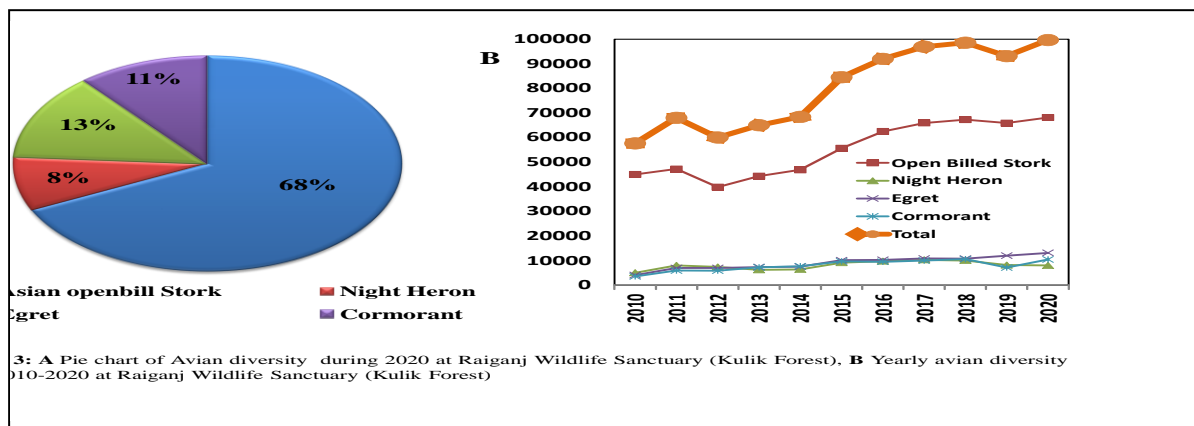 B
11%
13%
8%
68%
100000
90000
80000
70000
60000
50000
40000
30000
20000
10000
0
Open Billed Stork
Night Heron
Egret
Cormorant
Total
2010 2011 2012 2013 2014 2015 2016 2017 2018 2019 2020
Asian openbill Stork Night Heron
Egret Cormorant
3: A Pie chart of Avian diversity during 2020 at Raiganj Wildlife Sanctuary (Kulik Forest), B Yearly avian diversity
010-2020 at Raiganj Wildlife Sanctuary (Kulik Forest)